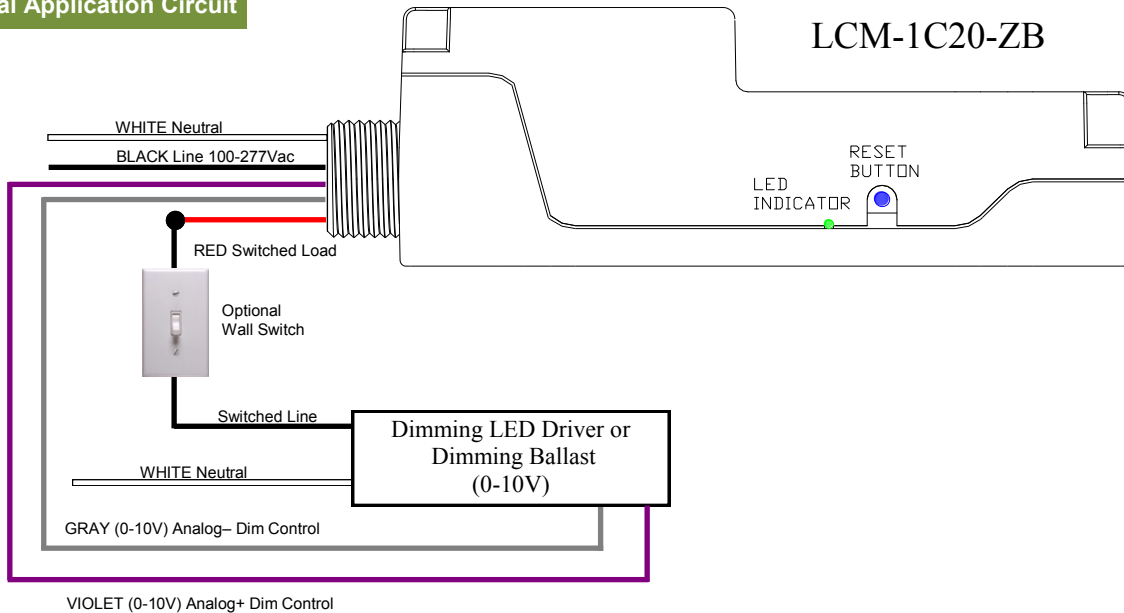 al Application Circuit
LCM-1C20-ZB
WHITE Neutral
BLACK Line 100-277Vac
RESET
BUTTON
LED
INDICATOR
RED Switched Load
Optional
Wall Switch
Switched Line
Dimming LED Driver or
Dimming Ballast
(0-10V)
WHITE Neutral
GRAY (0-10V) Analog– Dim Control
VIOLET (0-10V) Analog+ Dim Control